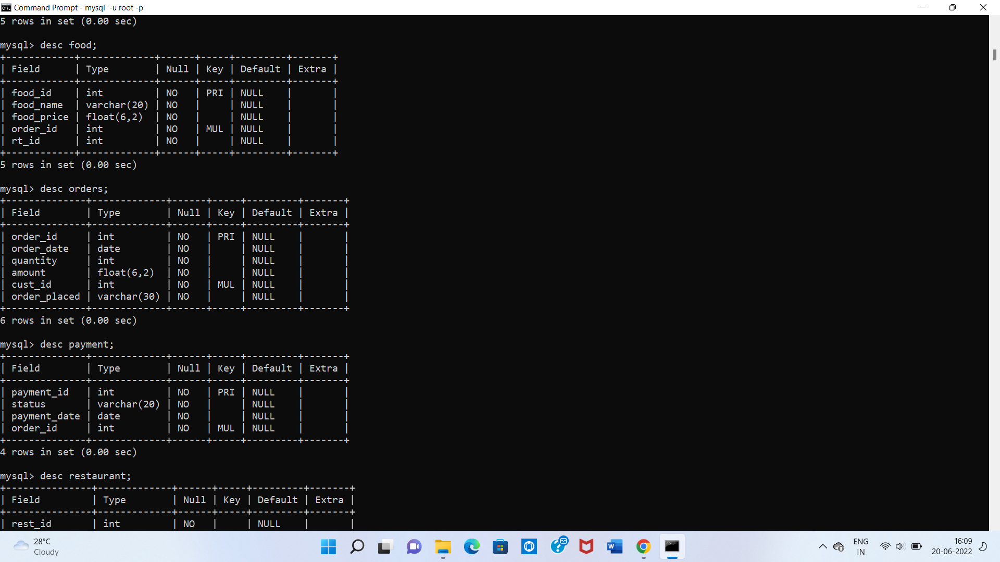 Command Prompt - mysql  -u root -p
5 rows in set (0.00 sec)
mysql> desc food;
+------------+-------------+------+-----+---------+-------+
| Field      | Type        | Null | Key | Default | Extra |
+------------+-------------+------+-----+---------+-------+
| food_id    | int         | NO   | PRI | NULL    |       |
| food_name  | varchar(20) | NO   |     | NULL    |       |
| food_price | float(6,2)  | NO   |     | NULL    |       |
| order_id   | int         | NO   | MUL | NULL    |       |
| rt_id      | int         | NO   |     | NULL    |       |
+------------+-------------+------+-----+---------+-------+
5 rows in set (0.00 sec)
mysql> desc orders;
+--------------+-------------+------+-----+---------+-------+
| Field        | Type        | Null | Key | Default | Extra |
+--------------+-------------+------+-----+---------+-------+
| order_id     | int         | NO   | PRI | NULL    |       |
| order_date   | date        | NO   |     | NULL    |       |
| quantity     | int         | NO   |     | NULL    |       |
| amount       | float(6,2)  | NO   |     | NULL    |       |
| cust_id      | int         | NO   | MUL | NULL    |       |
| order_placed | varchar(30) | NO   |     | NULL    |       |
+--------------+-------------+------+-----+---------+-------+
6 rows in set (0.00 sec)
mysql> desc payment;
+--------------+-------------+------+-----+---------+-------+
| Field        | Type        | Null | Key | Default | Extra |
+--------------+-------------+------+-----+---------+-------+
| payment_id   | int         | NO   | PRI | NULL    |       |
| status       | varchar(20) | NO   |     | NULL    |       |
| payment_date | date        | NO   |     | NULL    |       |
| order_id     | int         | NO   | MUL | NULL    |       |
+--------------+-------------+------+-----+---------+-------+
4 rows in set (0.00 sec)
mysql> desc restaurant;
+---------------+-------------+------+-----+---------+-------+
| Field         | Type        | Null | Key | Default | Extra |
+---------------+-------------+------+-----+---------+-------+
| rest_id       | int         | NO   |     | NULL    |       |
28°C
Cloudy
ENG
IN
16:09
20-06-2022